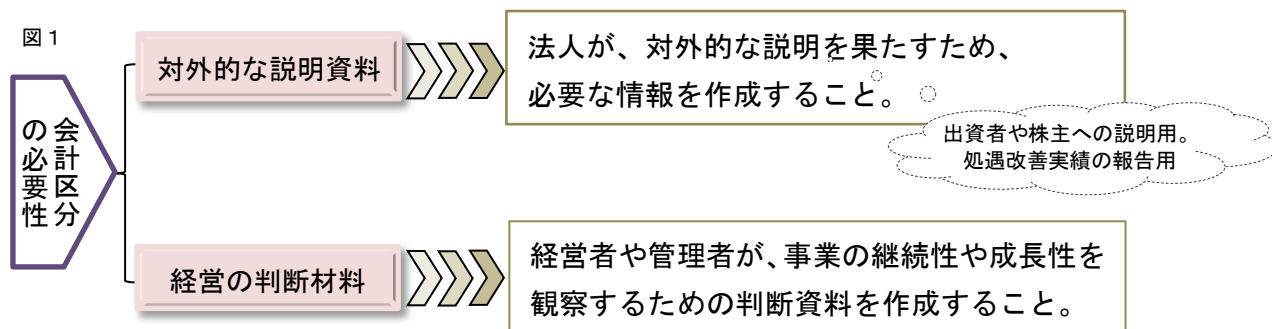 図１
会計区分
の必要性
対外的な説明資料
法人が、対外的な説明を果たすため、
必要な情報を作成すること。
出資者や株主への説明用。
処遇改善実績の報告用
経営の判断材料
経営者や管理者が、事業の継続性や成長性を
観察するための判断資料を作成すること。